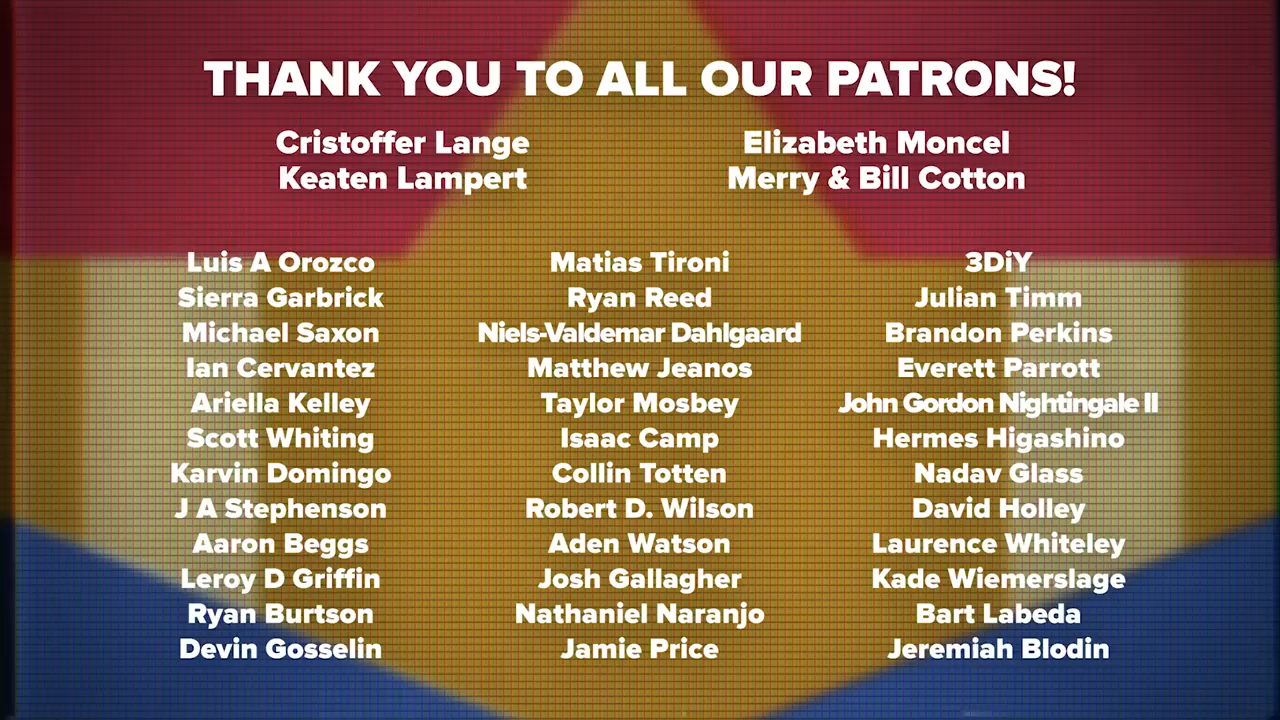 THANK YOU TO ALL OUR PATRONS!
Cristoffer Lange
Elizabeth Moncel
Keaten Lampert
Merry & Bill Cotton
Luis A Orozco
Matias Tironi
3DiY
Sierra Garbrick
Ryan Reed
Julian Timm
Michael Saxon
Niels-Valdemar Dahlgaard
Brandon Perkins
Ian Cervantez
Matthew Jeanos
Everett Parrott
Ariella Kelley
Taylor Mosbey
John Gordon Nightingale II
Scott Whiting
Isaac Camp
Hermes Higashino
Karvin Domingo
Collin Totten
Nadav Glass
J A Stephenson
Robert D. Wilson
David Holley
Aaron Beggs
Aden Watson
Laurence Whiteley
Leroy D Griffin
Josh Gallagher
Kade Wiemerslage
Ryan Burtson
Nathaniel Naranjo
Bart Labeda
Devin Gosselin
Jamie Price
Jeremiah Blodin